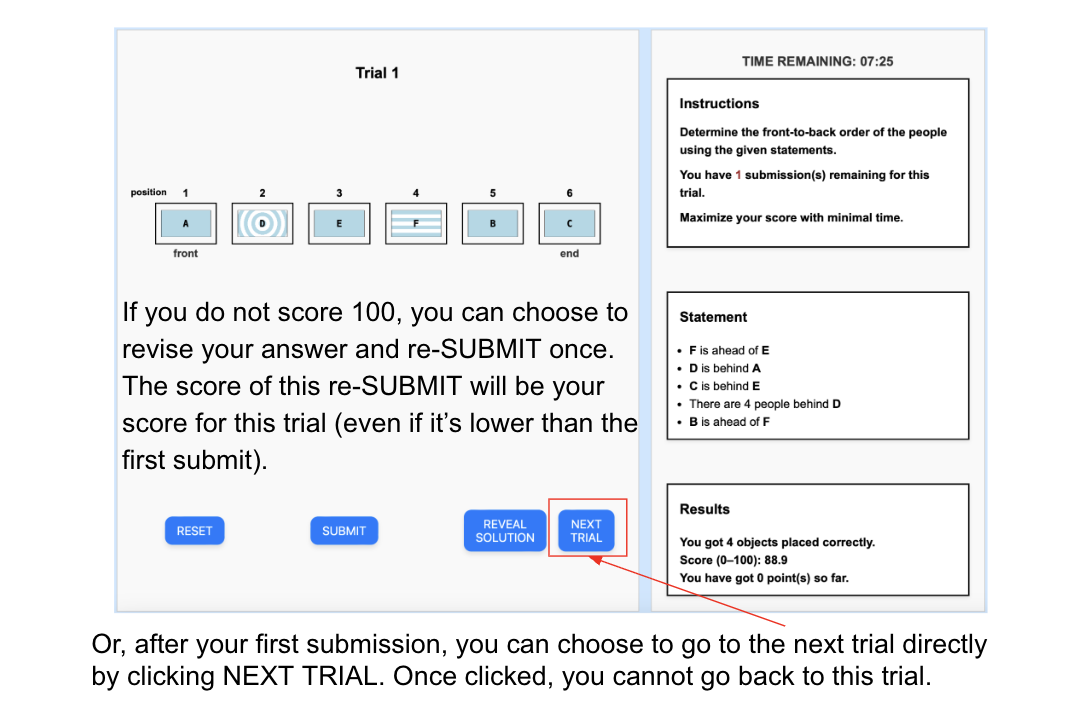 Trial 1
position 1 2 3 4 5 6
A D E F B C
front end
If you do not score 100, you can choose to
revise your answer and re-SUBMIT once.
The score of this re-SUBMIT will be your
score for this trial (even if it's lower than the
first submit).
RESET
SUBMIT
REVEAL
SOLUTION
NEXT
TRIAL
TIME REMAINING: 07:25
Instructions
Determine the front-to-back order of the people
using the given statements.
You have 1 submission(s) remaining for this
trial.
Maximize your score with minimal time.
Statement
• F is ahead of E
• D is behind A
• C is behind E
• There are 4 people behind D
• B is ahead of F
Results
You got 4 objects placed correctly.
Score (0–100): 88.9
You have got 0 point(s) so far.
Or, after your first submission, you can choose to go to the next trial directly
by clicking NEXT TRIAL. Once clicked, you cannot go back to this trial.